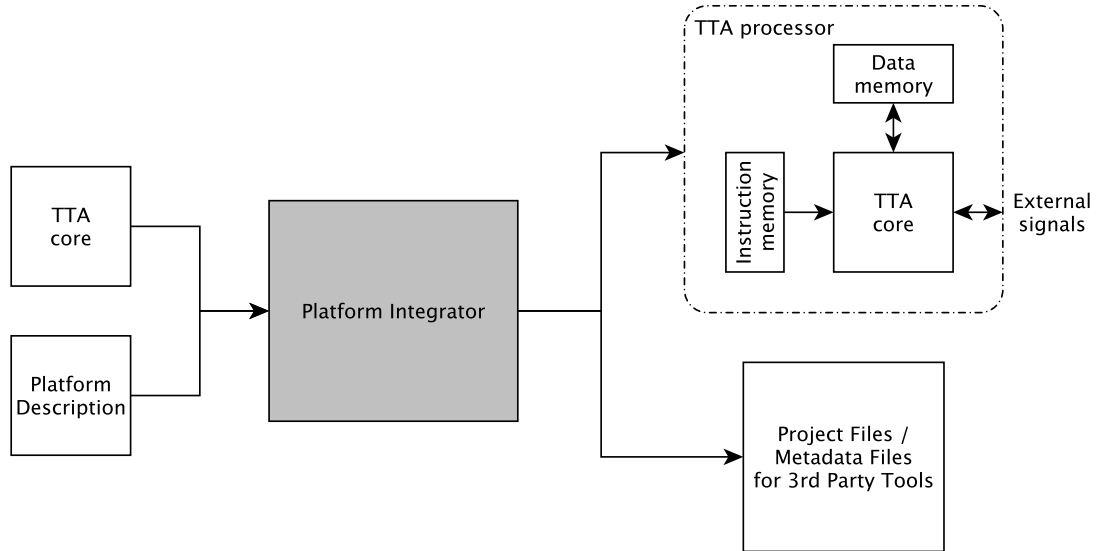 TTA processor
Data
memory
Instruction
memory
TTA
core
External
signals
TTA
core
Platform Integrator
Platform
Description
Project Files /
Metadata Files
for 3rd Party Tools